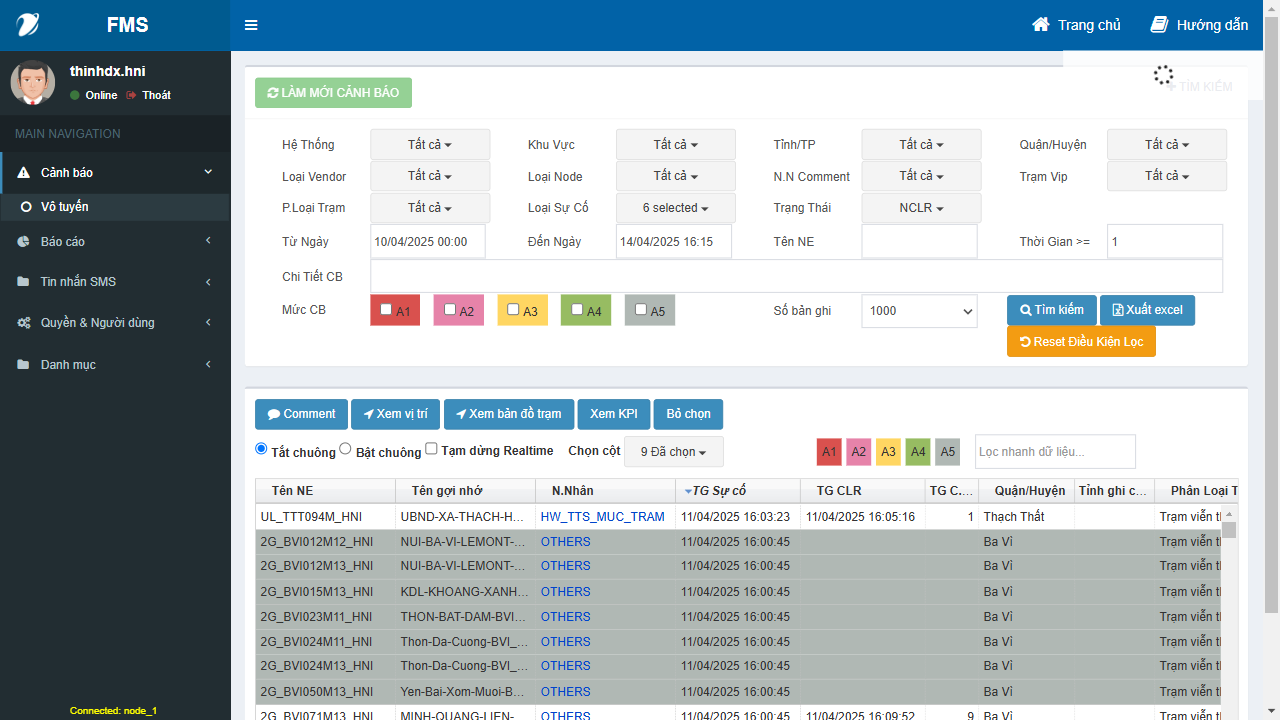 FMS
Trang chủ
Hướng dẫn
thinhdx.hni
Online Thoát
MAIN NAVIGATION
Cảnh báo
Vô tuyến
Báo cáo
Tin nhắn SMS
Quyền & Người dùng
Danh mục
Connected: node_1
LÀM MỚI CẢNH BÁO
+ TÌM KIẾM
Hệ Thống Tất cả Khu Vực Tất cả Tỉnh/TP Tất cả Quận/Huyện Tất cả
Loại Vendor Tất cả Loại Node Tất cả N.N Comment Tất cả Trạm Vip Tất cả
P.Loại Trạm Tất cả Loại Sự Cố 6 selected Trạng Thái NCLR
Từ Ngày 10/04/2025 00:00 Đến Ngày 14/04/2025 16:15 Tên NE Thời Gian >= 1
Chi Tiết CB
Mức CB A1 A2 A3 A4 A5 Số bản ghi 1000 Tìm kiếm Xuất excel
Reset Điều Kiện Lọc
Comment Xem vị trí Xem bản đồ trạm Xem KPI Bỏ chọn
Tắt chuông Bật chuông Tạm dừng Realtime Chọn cột 9 Đã chọn A1 A2 A3 A4 A5 Lọc nhanh dữ liệu...
Tên NE Tên gợi nhớ N.Nhân TG Sự cố TG CLR TG C... Quận/Huyện Tỉnh ghi c... Phân Loại T
UL_TTT094M_HNI UBND-XA-THACH-H... HW_TTS_MUC_TRAM 11/04/2025 16:03:23 11/04/2025 16:05:16 1 Thạch Thất Trạm viễn th
2G_BVI012M12_HNI NUI-BA-VI-LEMONT-... OTHERS 11/04/2025 16:00:45 Ba Vì Trạm viễn th
2G_BVI012M13_HNI NUI-BA-VI-LEMONT-... OTHERS 11/04/2025 16:00:45 Ba Vì Trạm viễn th
2G_BVI015M13_HNI KDL-KHOANG-XANH... OTHERS 11/04/2025 16:00:45 Ba Vì Trạm viễn th
2G_BVI023M11_HNI THON-BAT-DAM-BVI... OTHERS 11/04/2025 16:00:45 Ba Vì Trạm viễn th
2G_BVI024M11_HNI Thon-Da-Cuong-BVI_... OTHERS 11/04/2025 16:00:45 Ba Vì Trạm viễn th
2G_BVI024M13_HNI Thon-Da-Cuong-BVI_... OTHERS 11/04/2025 16:00:45 Ba Vì Trạm viễn th
2G_BVI050M13_HNI Yen-Bai-Xom-Muoi-B... OTHERS 11/04/2025 16:00:45 Ba Vì Trạm viễn th
2G_BVI071M13_HNI MINH-QUANG-LIEN-... OTHERS 11/04/2025 16:00:45 11/04/2025 16:09:52 9 Ba Vì Trạm viễn th